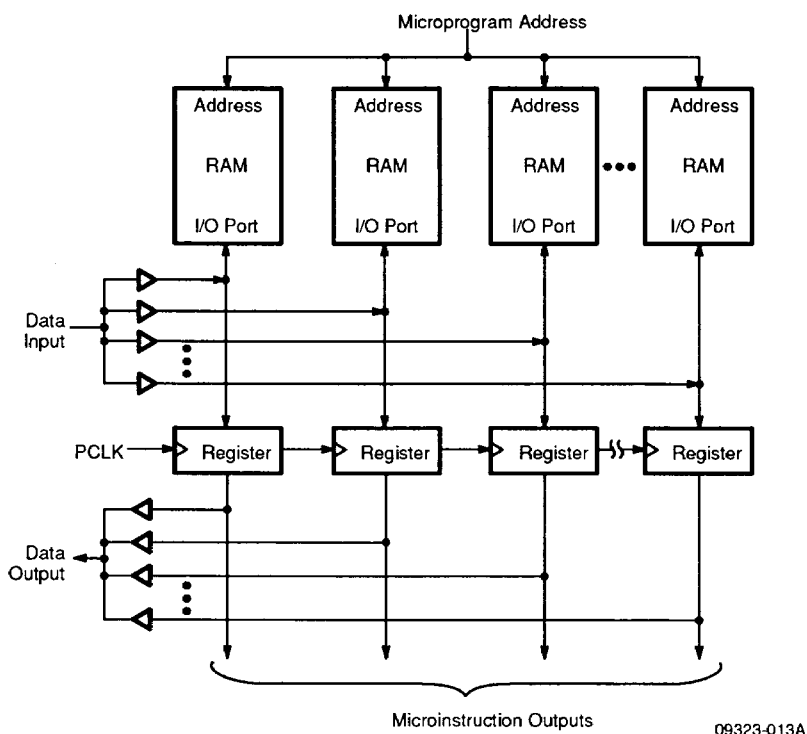 Microprogram Address
Address Address Address Address
RAM RAM RAM RAM
I/O Port I/O Port I/O Port I/O Port
Data
Input
PCLK Register Register Register Register
Data
Output
Microinstruction Outputs
09323-013A